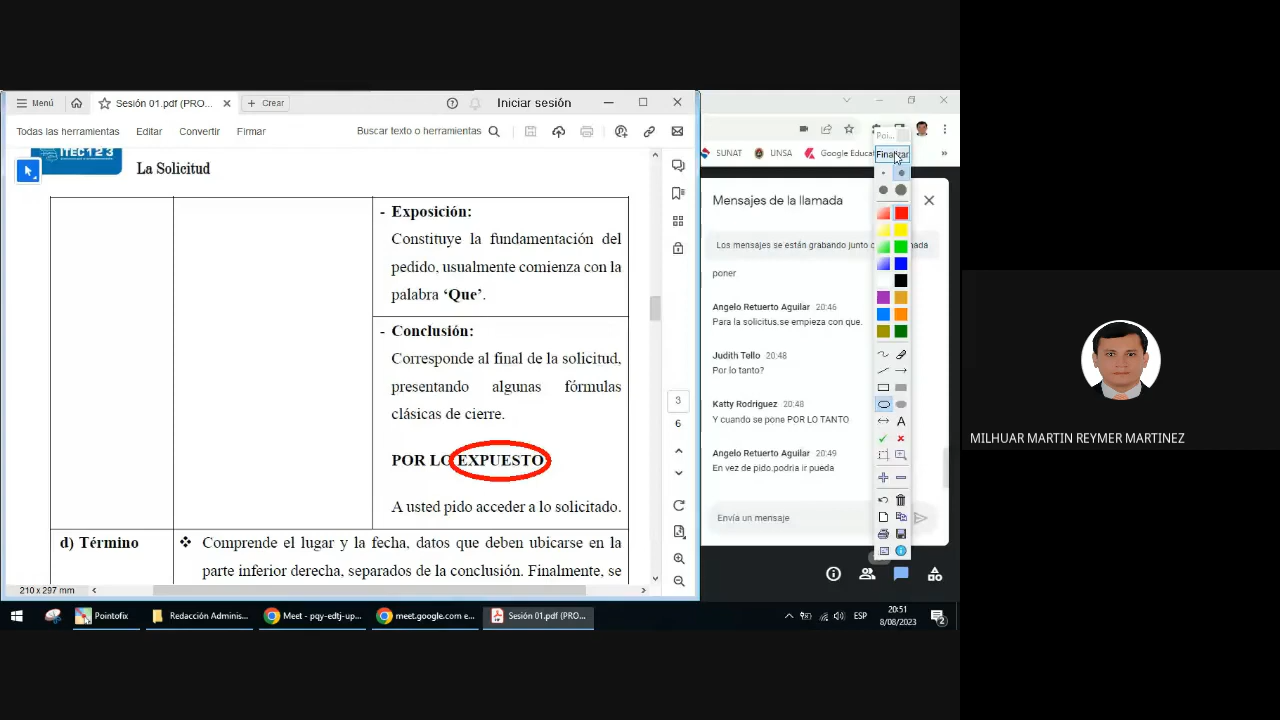 Menú
Sesión 01.pdf (PRO...
Crear
Iniciar sesión
Todas las herramientas
Editar
Convertir
Firmar
Buscar texto o herramientas
ITEC 1 2 3
La Solicitud
- Exposición:
Constituye la fundamentación del
pedido, usualmente comienza con la
palabra ‘Que’.
- Conclusión:
Corresponde al final de la solicitud,
presentando algunas fórmulas
clásicas de cierre.
POR LO EXPUESTO
A usted pido acceder a lo solicitado.
d) Término
❖ Comprende el lugar y la fecha, datos que deben ubicarse en la
parte inferior derecha, separados de la conclusión. Finalmente, se
210 x 297 mm
3
6
SUNAT
UNSA
Google Educat
»
Poi...
Finalizar
A
Mensajes de la llamada
Los mensajes se están grabando junto
poner
Angelo Retuerto Aguilar 20:46
Para la solicitus.se empieza con que.
Judith Tello 20:48
Por lo tanto?
Katty Rodriguez 20:48
Y cuando se pone POR LO TANTO
Angelo Retuerto Aguilar 20:49
En vez de pido.podria ir pueda
Envía un mensaje
MILHUAR MARTIN REYMER MARTINEZ
Pointofix
Redacción Adminis...
Meet - pqy-edtj-up...
meet.google.com e...
Sesión 01.pdf (PRO...
ESP
20:51
8/08/2023
2